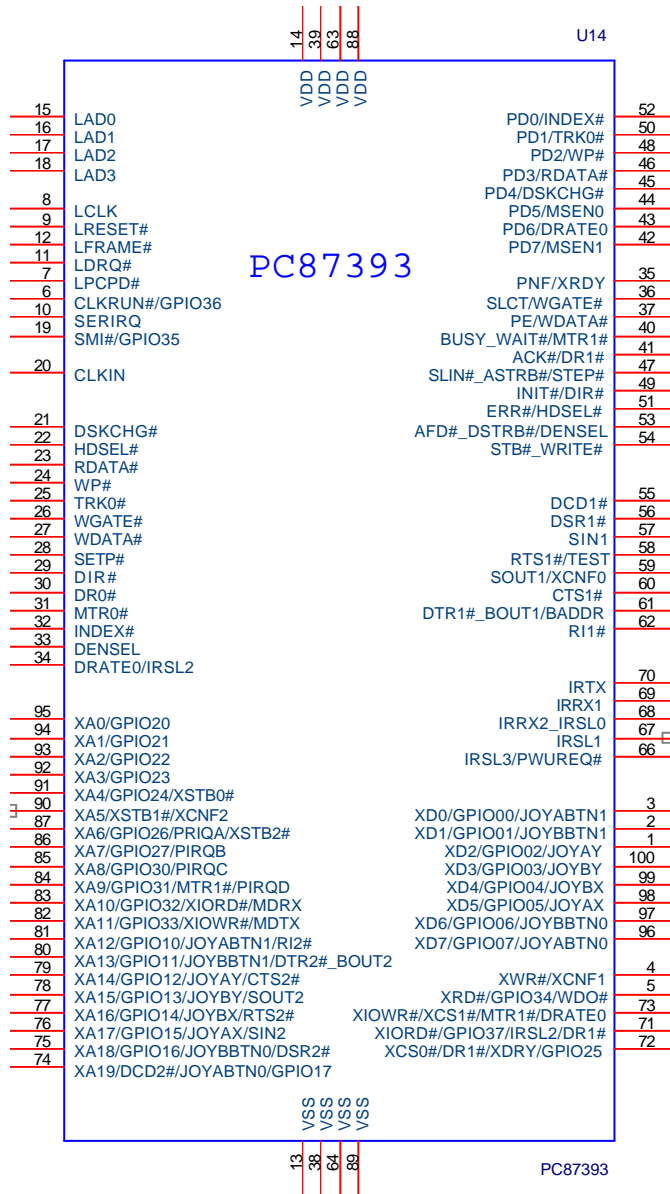 14 39 63 88
U14
VDD VDD VDD VDD
15 LAD0
16 LAD1
17 LAD2
18 LAD3
8 LCLK
9 LRESET#
12 LFRAME#
11 LDRQ#
7 LPCPD#
6 CLKRUN#/GPIO36
10 SERIRQ
19 SMI#/GPIO35
20 CLKIN
21 DSKCHG#
22 HDSEL#
23 RDATA#
24 WP#
25 TRK0#
26 WGATE#
27 WDATA#
28 SETP#
29 DIR#
30 DR0#
31 MTR0#
32 INDEX#
33 DENSEL
34 DRATE0/IRSL2
95 XA0/GPIO20
94 XA1/GPIO21
93 XA2/GPIO22
92 XA3/GPIO23
91 XA4/GPIO24/XSTB0#
90 XA5/XSTB1#/XCNF2
87 XA6/GPIO26/PRIQA/XSTB2#
86 XA7/GPIO27/PIRQB
85 XA8/GPIO30/PIRQC
84 XA9/GPIO31/MTR1#/PIRQD
83 XA10/GPIO32/XIORD#/MDRX
82 XA11/GPIO33/XIOWR#/MDTX
81 XA12/GPIO10/JOYABTN1/RI2#
80 XA13/GPIO11/JOYBBTN1/DTR2#_BOUT2
79 XA14/GPIO12/JOYAY/CTS2#
78 XA15/GPIO13/JOYBY/SOUT2
77 XA16/GPIO14/JOYBX/RTS2#
76 XA17/GPIO15/JOYAX/SIN2
75 XA18/GPIO16/JOYBBTN0/DSR2#
74 XA19/DCD2#/JOYABTN0/GPIO17
PC87393
PD0/INDEX# 52
PD1/TRK0# 50
PD2/WP# 48
PD3/RDATA# 46
PD4/DSKCHG# 45
PD5/MSEN0 44
PD6/DRATE0 43
PD7/MSEN1 42
PNF/XRDY 35
SLCT/WGATE# 36
PE/WDATA# 37
BUSY_WAIT#/MTR1# 40
ACK#/DR1# 41
SLIN#_ASTRB#/STEP# 47
INIT#/DIR# 49
ERR#/HDSEL# 51
AFD#_DSTRB#/DENSEL 53
STB#_WRITE# 54
DCD1# 55
DSR1# 56
SIN1 57
RTS1#/TEST 58
SOUT1/XCNF0 59
CTS1# 60
DTR1#_BOUT1/BADDR 61
RI1# 62
IRTX 70
IRRX1 69
IRRX2_IRSL0 68
IRSL1 67
IRSL3/PWUREQ# 66
XD0/GPIO00/JOYABTN1 3
XD1/GPIO01/JOYBBTN1 2
XD2/GPIO02/JOYAY 1
XD3/GPIO03/JOYBY 100
XD4/GPIO04/JOYBX 99
XD5/GPIO05/JOYAX 98
XD6/GPIO06/JOYBBTN0 97
XD7/GPIO07/JOYABTN0 96
XWR#/XCNF1 4
XRD#/GPIO34/WDO# 5
XIOWR#/XCS1#/MTR1#/DRATE0 73
XIORD#/GPIO37/IRSL2/DR1# 71
XCS0#/DR1#/XDRY/GPIO25 72
VSS VSS VSS VSS
13 38 64 89
PC87393